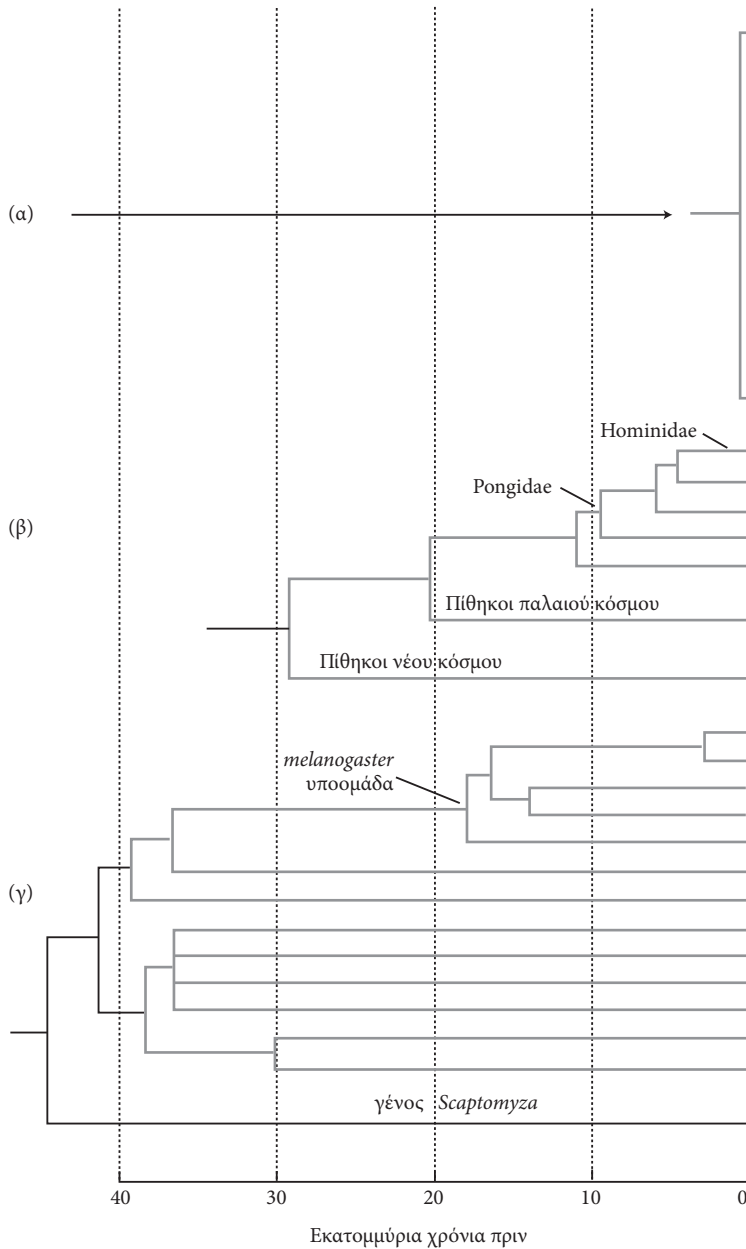 (α)
Hominidae
Pongidae
(β)
Πίθηκοι παλαιού κόσμου
Πίθηκοι νέου κόσμου
melanogaster
υποομάδα
(γ)
γένος Scaptomyza
40 30 20 10 0
Εκατομμύρια χρόνια πριν